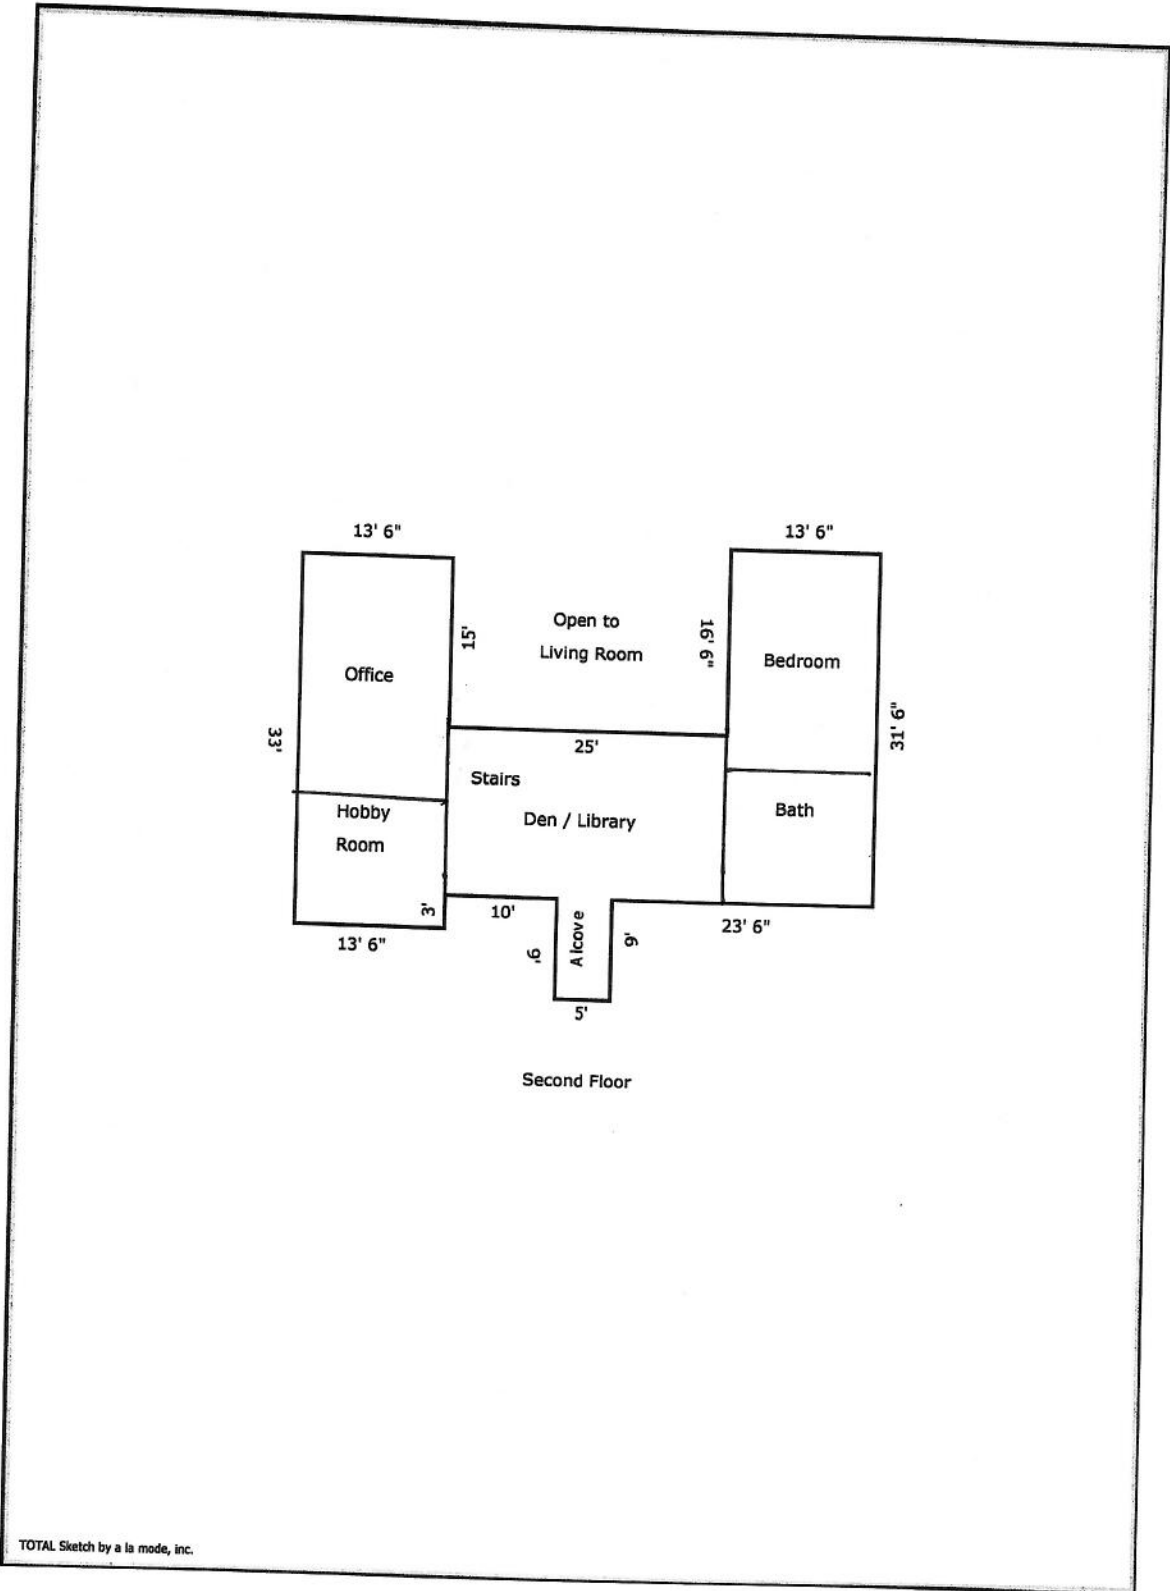 13' 6"
13' 6"
Open to
Living Room
15'
16' 6"
Office
Bedroom
33'
31' 6"
25'
Stairs
Den / Library
Hobby
Room
Bath
3'
10'
9'
Alcove
9'
23' 6"
13' 6"
5'
Second Floor
TOTAL Sketch by a la mode, inc.